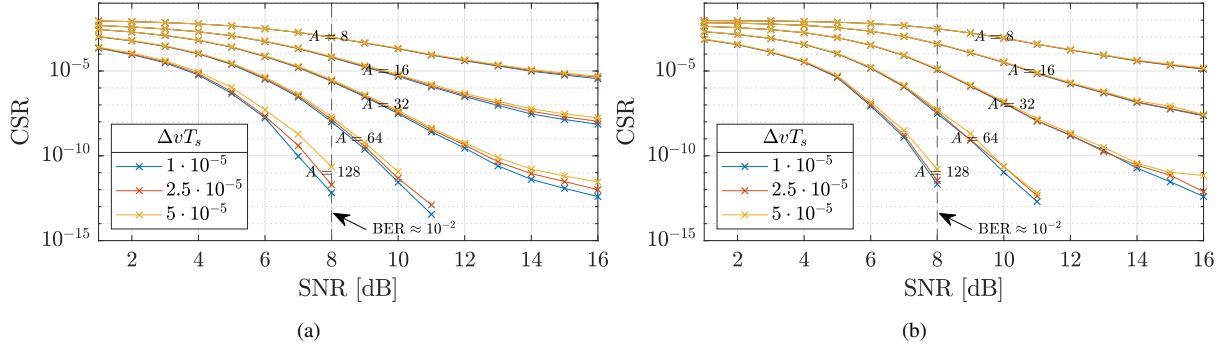 A = 8
10⁻⁵
A = 16
CSR
A = 32
ΔvTₛ
A = 64
1 · 10⁻⁵
10⁻¹⁰
2.5 · 10⁻⁵
A = 128
5 · 10⁻⁵
BER ≈ 10⁻²
10⁻¹⁵
2 4 6 8 10 12 14 16
SNR [dB]
(a)
A = 8
10⁻⁵
A = 16
CSR
A = 32
ΔvTₛ
A = 64
1 · 10⁻⁵
10⁻¹⁰
2.5 · 10⁻⁵
A = 128
5 · 10⁻⁵
BER ≈ 10⁻²
10⁻¹⁵
2 4 6 8 10 12 14 16
SNR [dB]
(b)